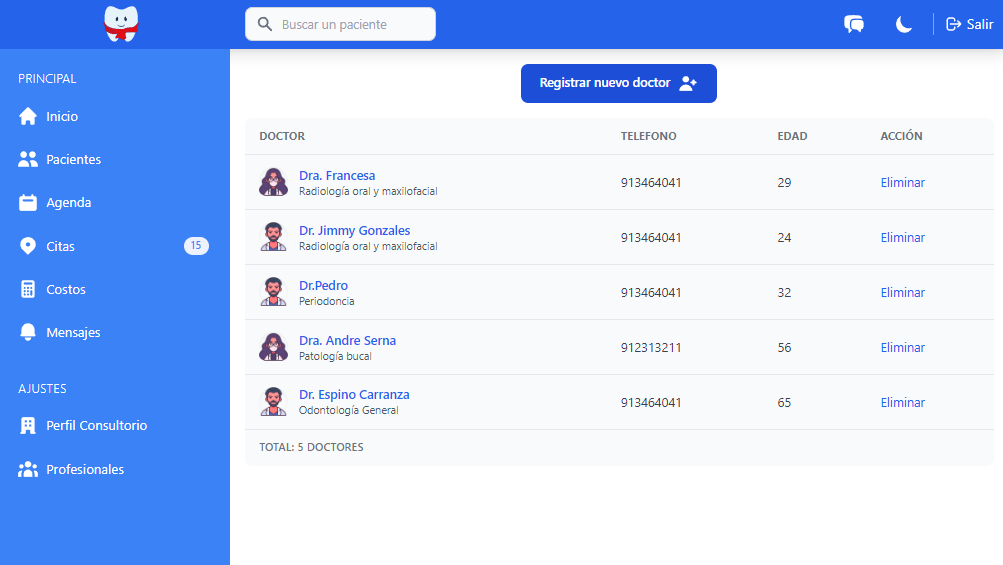 Buscar un paciente
Salir
PRINCIPAL
Inicio
Pacientes
Agenda
Citas 15
Costos
Mensajes
AJUSTES
Perfil Consultorio
Profesionales
Registrar nuevo doctor
DOCTOR TELEFONO EDAD ACCIÓN
Dra. Francesa
Radiología oral y maxilofacial
913464041 29 Eliminar
Dr. Jimmy Gonzales
Radiología oral y maxilofacial
913464041 24 Eliminar
Dr.Pedro
Periodoncia
913464041 32 Eliminar
Dra. Andre Serna
Patología bucal
912313211 56 Eliminar
Dr. Espino Carranza
Odontología General
913464041 65 Eliminar
TOTAL: 5 DOCTORES